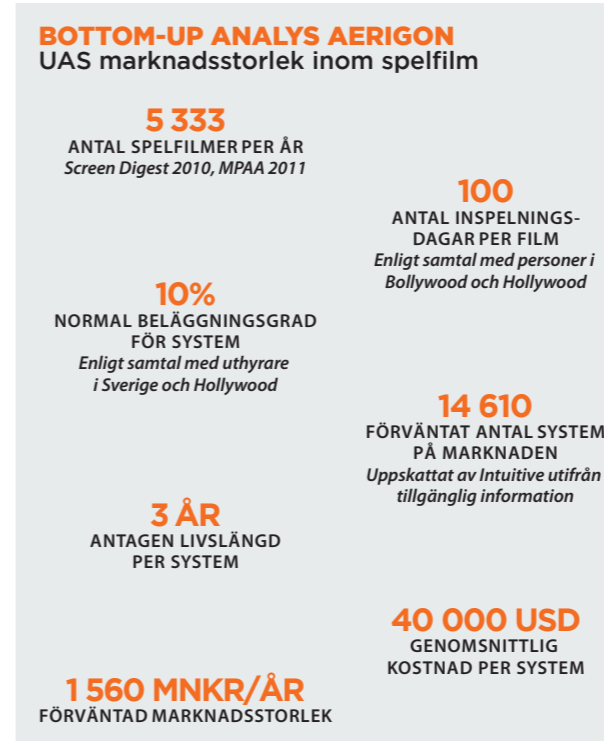 BOTTOM-UP ANALYS AERIGON
UAS marknadsstorlek inom spelfilm
5 333
ANTAL SPELFILMER PER ÅR
Screen Digest 2010, MPAA 2011
100
ANTAL INSPELNINGS-
DAGAR PER FILM
Enligt samtal med personer i
Bollywood och Hollywood
10%
NORMAL BELÄGGNINGSGRAD
FÖR SYSTEM
Enligt samtal med uthyrare
i Sverige och Hollywood
14 610
FÖRVÄNTAT ANTAL SYSTEM
PÅ MARKNADEN
Uppskattat av Intuitive utifrån
tillgänglig information
3 ÅR
ANTAGEN LIVSLÄNGD
PER SYSTEM
40 000 USD
GENOMSNITTLIG
KOSTNAD PER SYSTEM
1 560 MNKR/ÅR
FÖRVÄNTAD MARKNADSSTORLEK